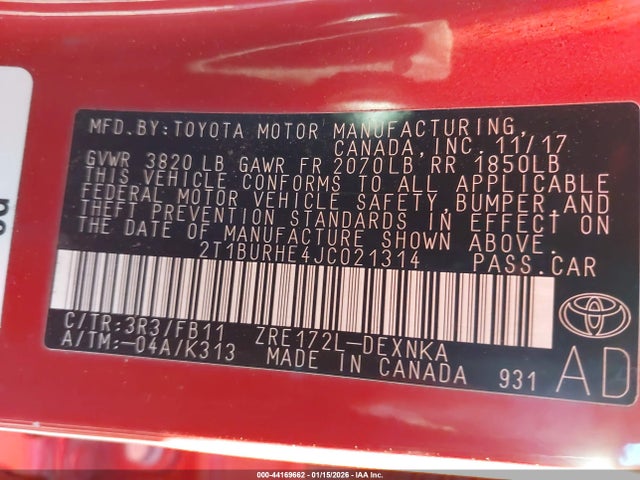 MFD.BY:TOYOTA MOTOR MANUFACTURING,
CANADA, INC. 11/17
GVWR 3820 LB GAWR FR 2070LB RR 1850LB
THIS VEHICLE CONFORMS TO ALL APPLICABLE
FEDERAL MOTOR VEHICLE SAFETY, BUMPER, AND
THEFT PREVENTION STANDARDS IN EFFECT ON
THE DATE OF MANUFACTURE SHOWN ABOVE.
2T1BURHE4JC021314 PASS.CAR
C/TR:3R3/FB11 ZRE172L-DEXNKA
A/TM:-04A/K313 MADE IN CANADA 931 AD
TOYOTA
000-44169662 - 01/15/2026 - IAA Inc.